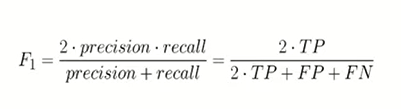 F₁ = 2 · precision · recall / precision + recall = 2 · TP / 2 · TP + FP + FN